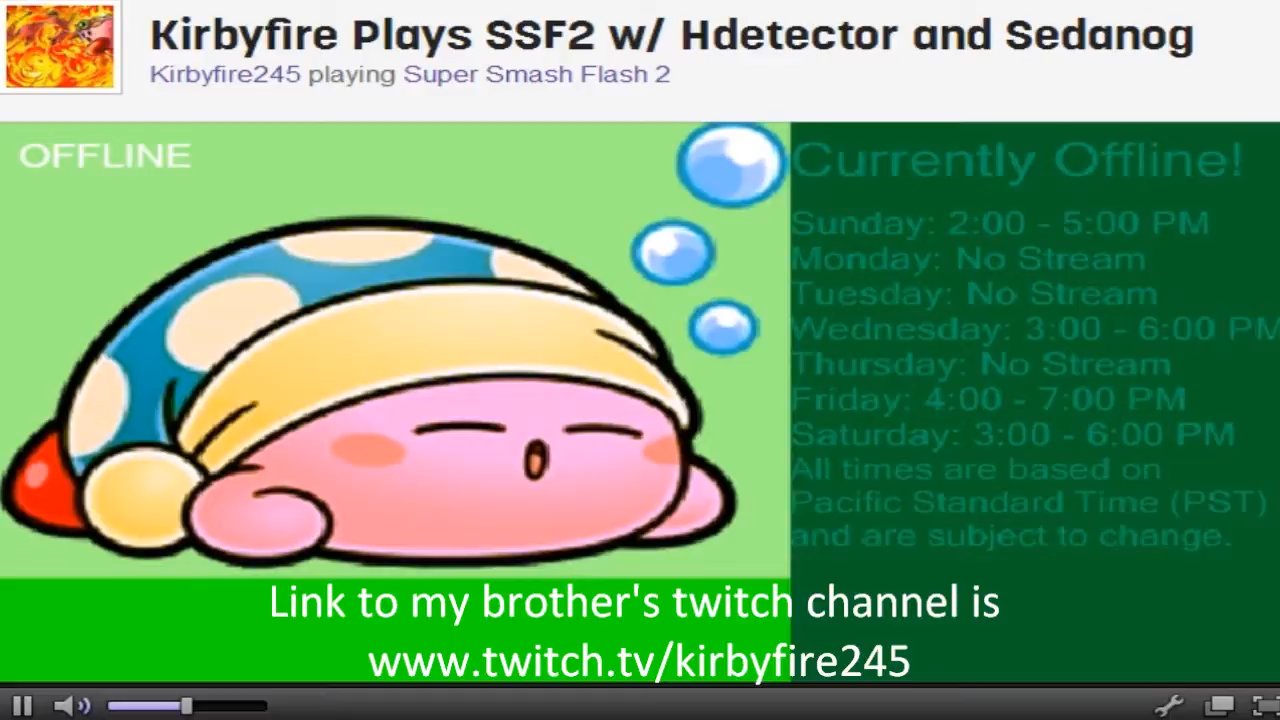 Kirbyfire Plays SSF2 w/ Hdetector and Sedanog
Kirbyfire245 playing Super Smash Flash 2
OFFLINE
Currently Offline!
Sunday: 2:00 - 5:00 PM
Monday: No Stream
Tuesday: No Stream
Wednesday: 3:00 - 6:00 PM
Thursday: No Stream
Friday: 4:00 - 7:00 PM
Saturday: 3:00 - 6:00 PM
All times are based on
Pacific Standard Time (PST)
and are subject to change.
Link to my brother's twitch channel is
www.twitch.tv/kirbyfire245